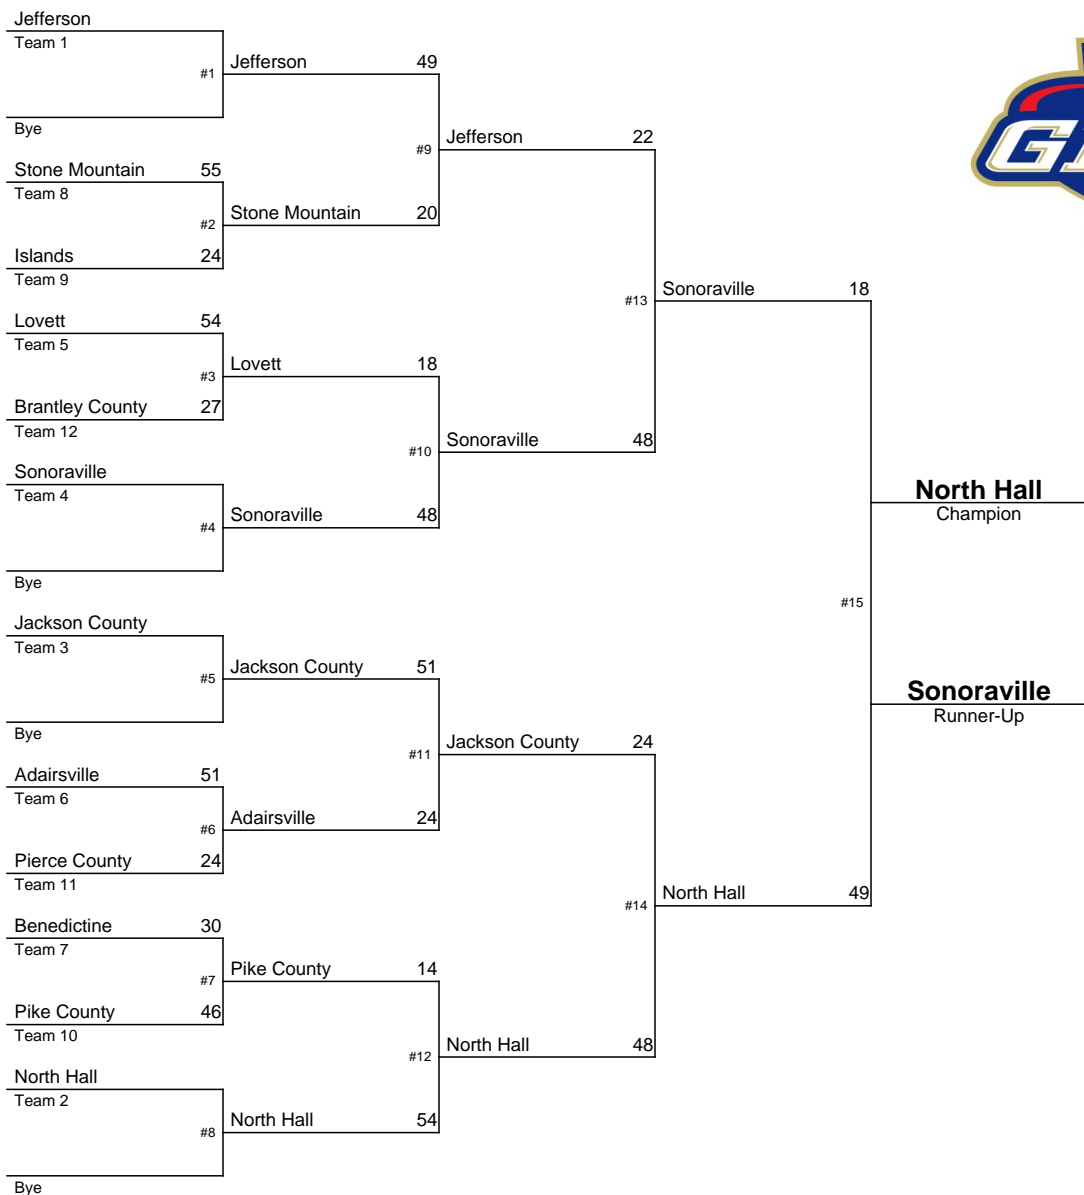 Jefferson
Team 1
#1
Jefferson 49
Bye
#9
Jefferson 22
Stone Mountain 55
Team 8
#2
Stone Mountain 20
Islands 24
Team 9
#13
Sonoraville 18
Lovett 54
Team 5
#3
Lovett 18
Brantley County 27
Team 12
#10
Sonoraville 48
Sonoraville
Team 4
#4
Sonoraville 48
Bye
North Hall
Champion
#15
Jackson County
Team 3
#5
Jackson County 51
Bye
Sonoraville
Runner-Up
#11
Jackson County 24
Adairsville 51
Team 6
#6
Adairsville 24
Pierce County 24
Team 11
#14
North Hall 49
Benedictine 30
Team 7
#7
Pike County 14
Pike County 46
Team 10
#12
North Hall 48
North Hall
Team 2
#8
North Hall 54
Bye